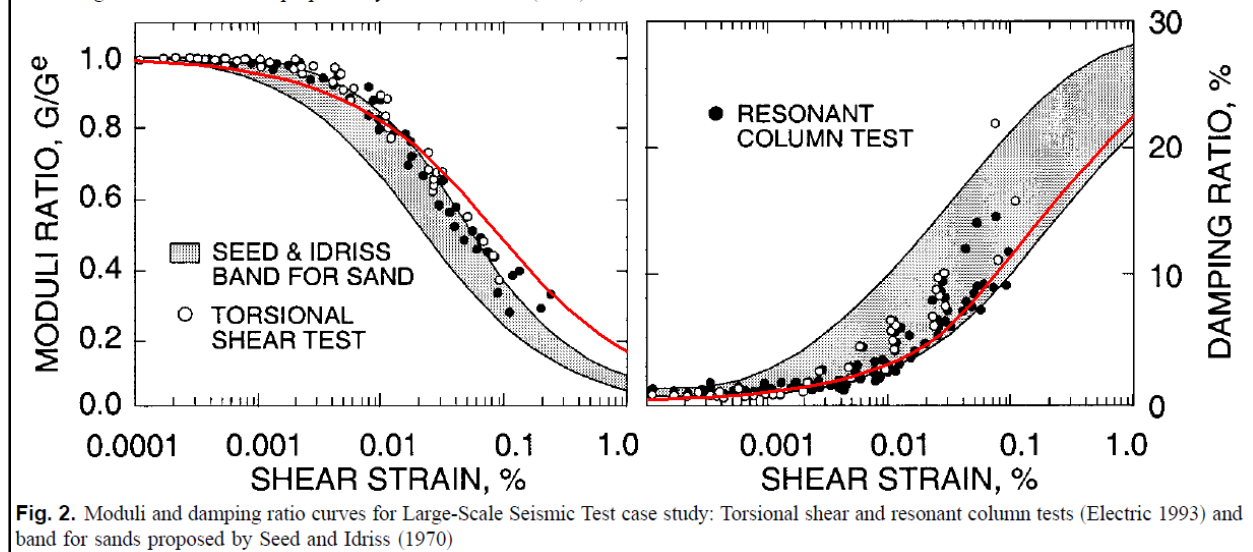 MODULI RATIO, G/Gᵉ
1.0
0.8
0.6
0.4
0.2
0.0
SEED & IDRISS
BAND FOR SAND
TORSIONAL
SHEAR TEST
0.0001
0.001
0.01
0.1
1.0
SHEAR STRAIN, %
RESONANT
COLUMN TEST
30
20
10
0
DAMPING RATIO, %
0.001
0.01
0.1
1.0
SHEAR STRAIN, %
Fig. 2. Moduli and damping ratio curves for Large-Scale Seismic Test case study: Torsional shear and resonant column tests (Electric 1993) and
band for sands proposed by Seed and Idriss (1970)